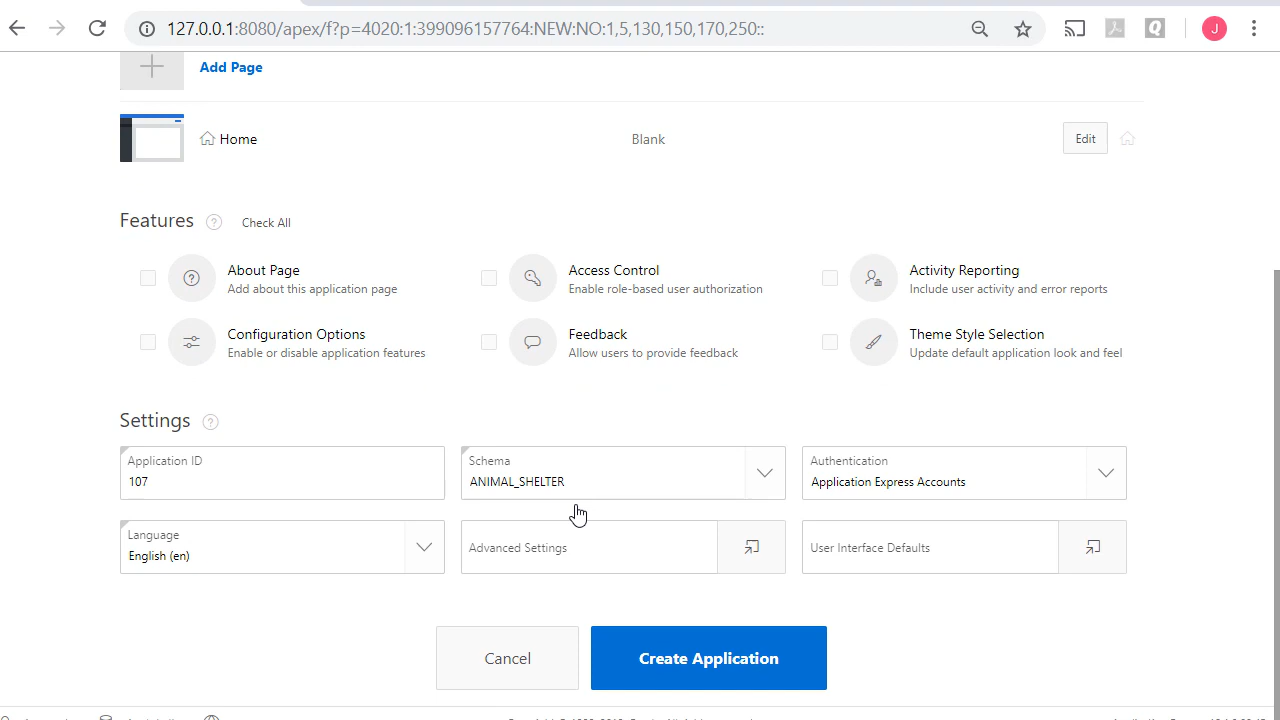 127.0.0.1:8080/apex/f?p=4020:1:399096157764:NEW:NO:1,5,130,150,170,250::
J
Add Page
Home
Blank
Edit
Features
Check All
About Page
Add about this application page
Access Control
Enable role-based user authorization
Activity Reporting
Include user activity and error reports
Configuration Options
Enable or disable application features
Feedback
Allow users to provide feedback
Theme Style Selection
Update default application look and feel
Settings
Application ID
107
Schema
ANIMAL_SHELTER
Authentication
Application Express Accounts
Language
English (en)
Advanced Settings
User Interface Defaults
Cancel
Create Application